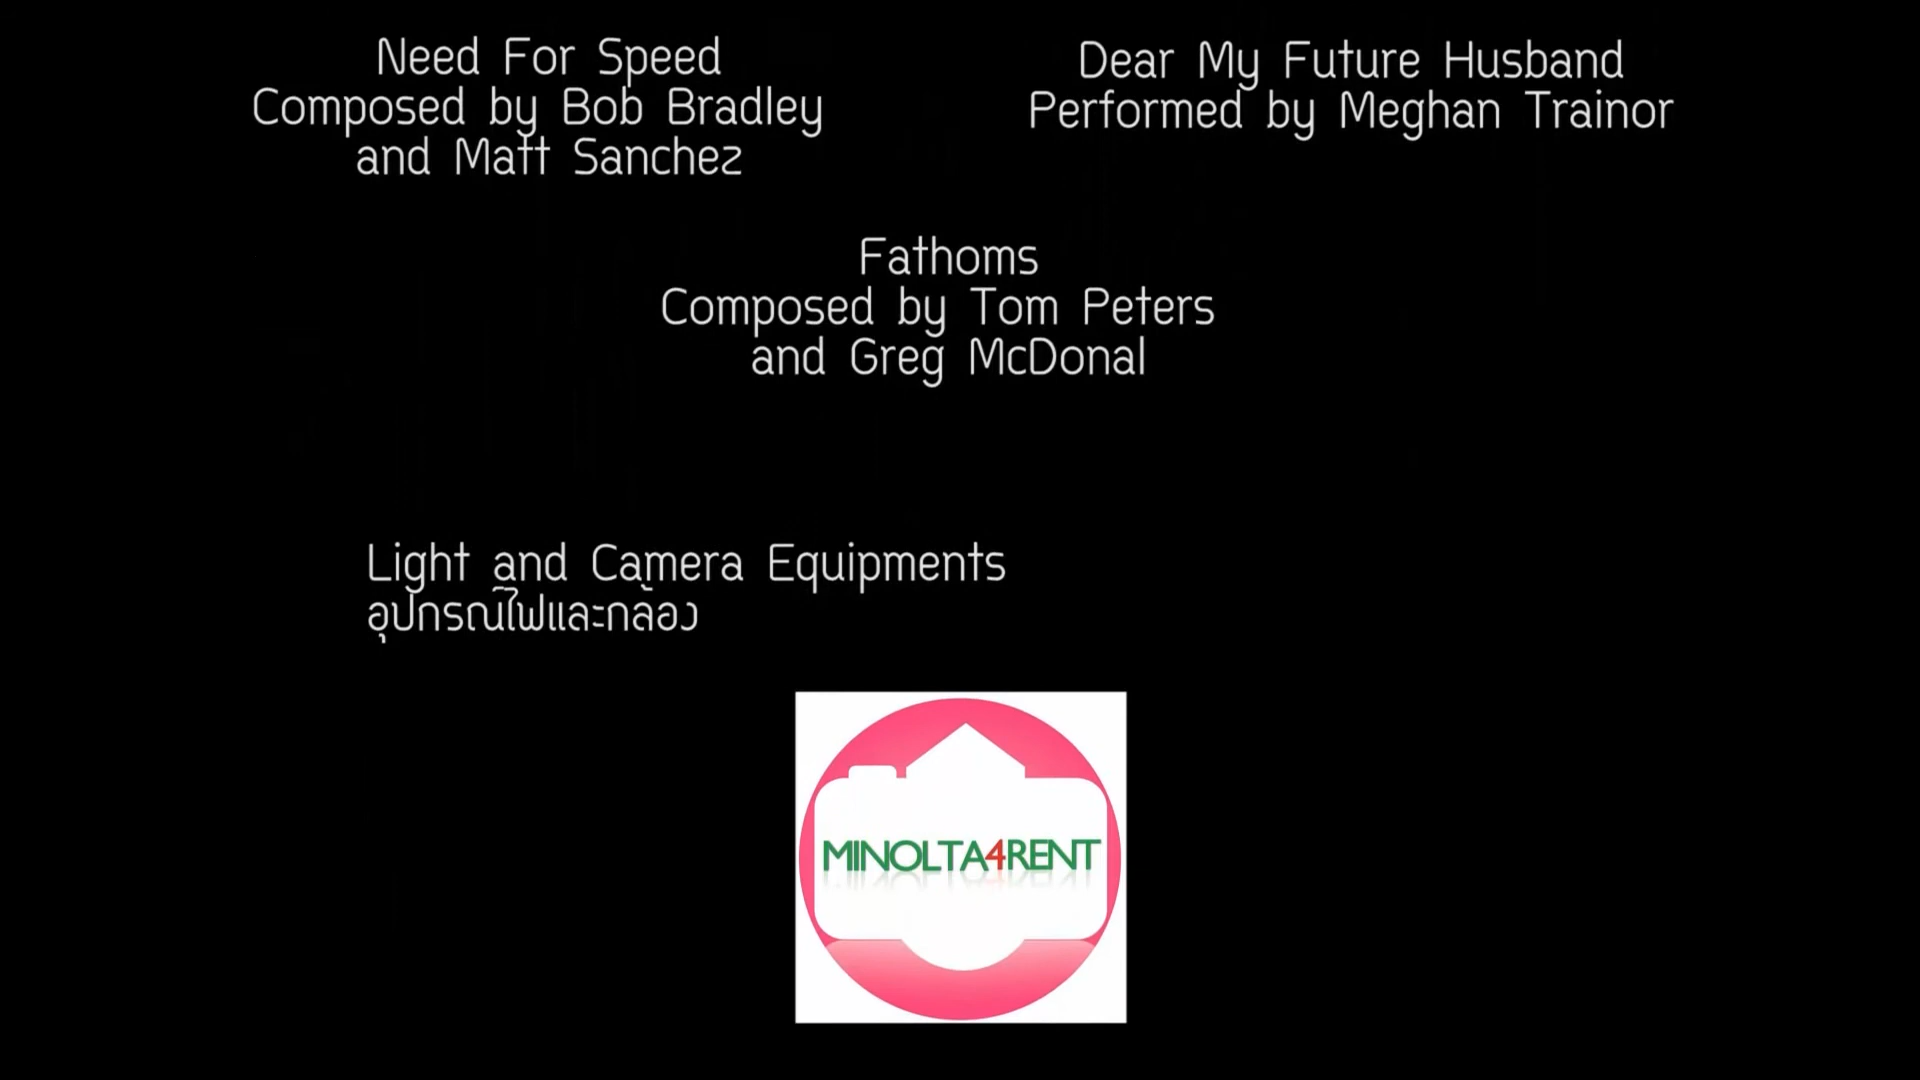 Need For Speed
Composed by Bob Bradley
and Matt Sanchez
Dear My Future Husband
Performed by Meghan Trainor
Fathoms
Composed by Tom Peters
and Greg McDonal
Light and Camera Equipments
อุปกรณ์ไฟและกล้อง
MINOLTA4RENT